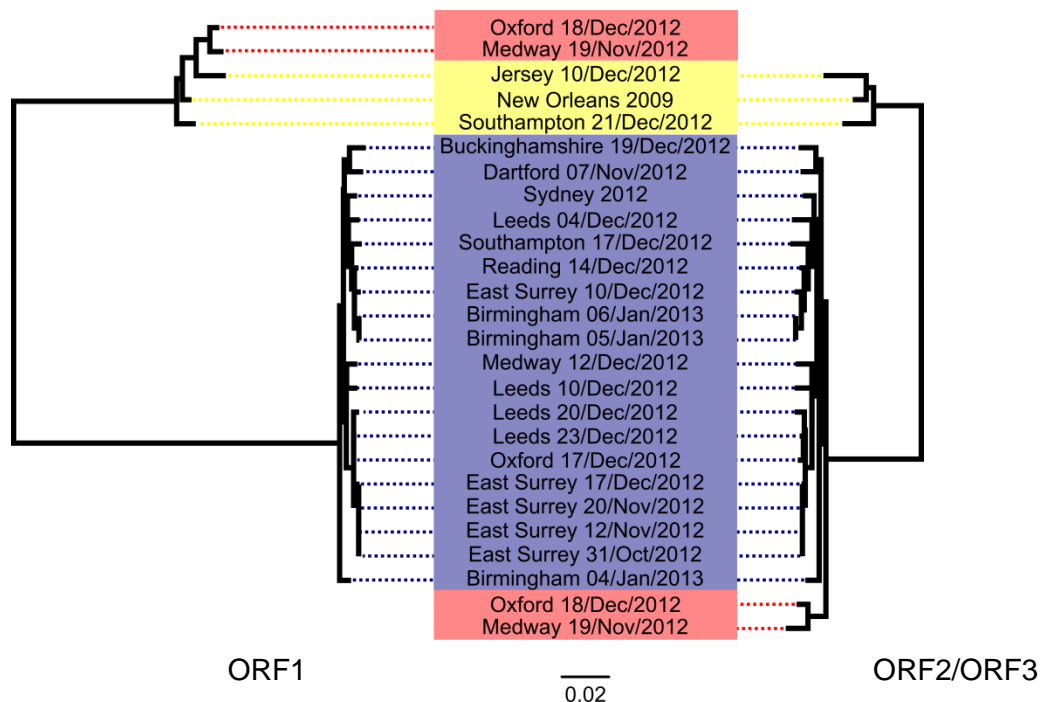 Oxford 18/Dec/2012
Medway 19/Nov/2012
Jersey 10/Dec/2012
New Orleans 2009
Southampton 21/Dec/2012
Buckinghamshire 19/Dec/2012
Dartford 07/Nov/2012
Sydney 2012
Leeds 04/Dec/2012
Southampton 17/Dec/2012
Reading 14/Dec/2012
East Surrey 10/Dec/2012
Birmingham 06/Jan/2013
Birmingham 05/Jan/2013
Medway 12/Dec/2012
Leeds 10/Dec/2012
Leeds 20/Dec/2012
Leeds 23/Dec/2012
Oxford 17/Dec/2012
East Surrey 17/Dec/2012
East Surrey 20/Nov/2012
East Surrey 12/Nov/2012
East Surrey 31/Oct/2012
Birmingham 04/Jan/2013
Oxford 18/Dec/2012
Medway 19/Nov/2012
ORF1
ORF2/ORF3
0.02